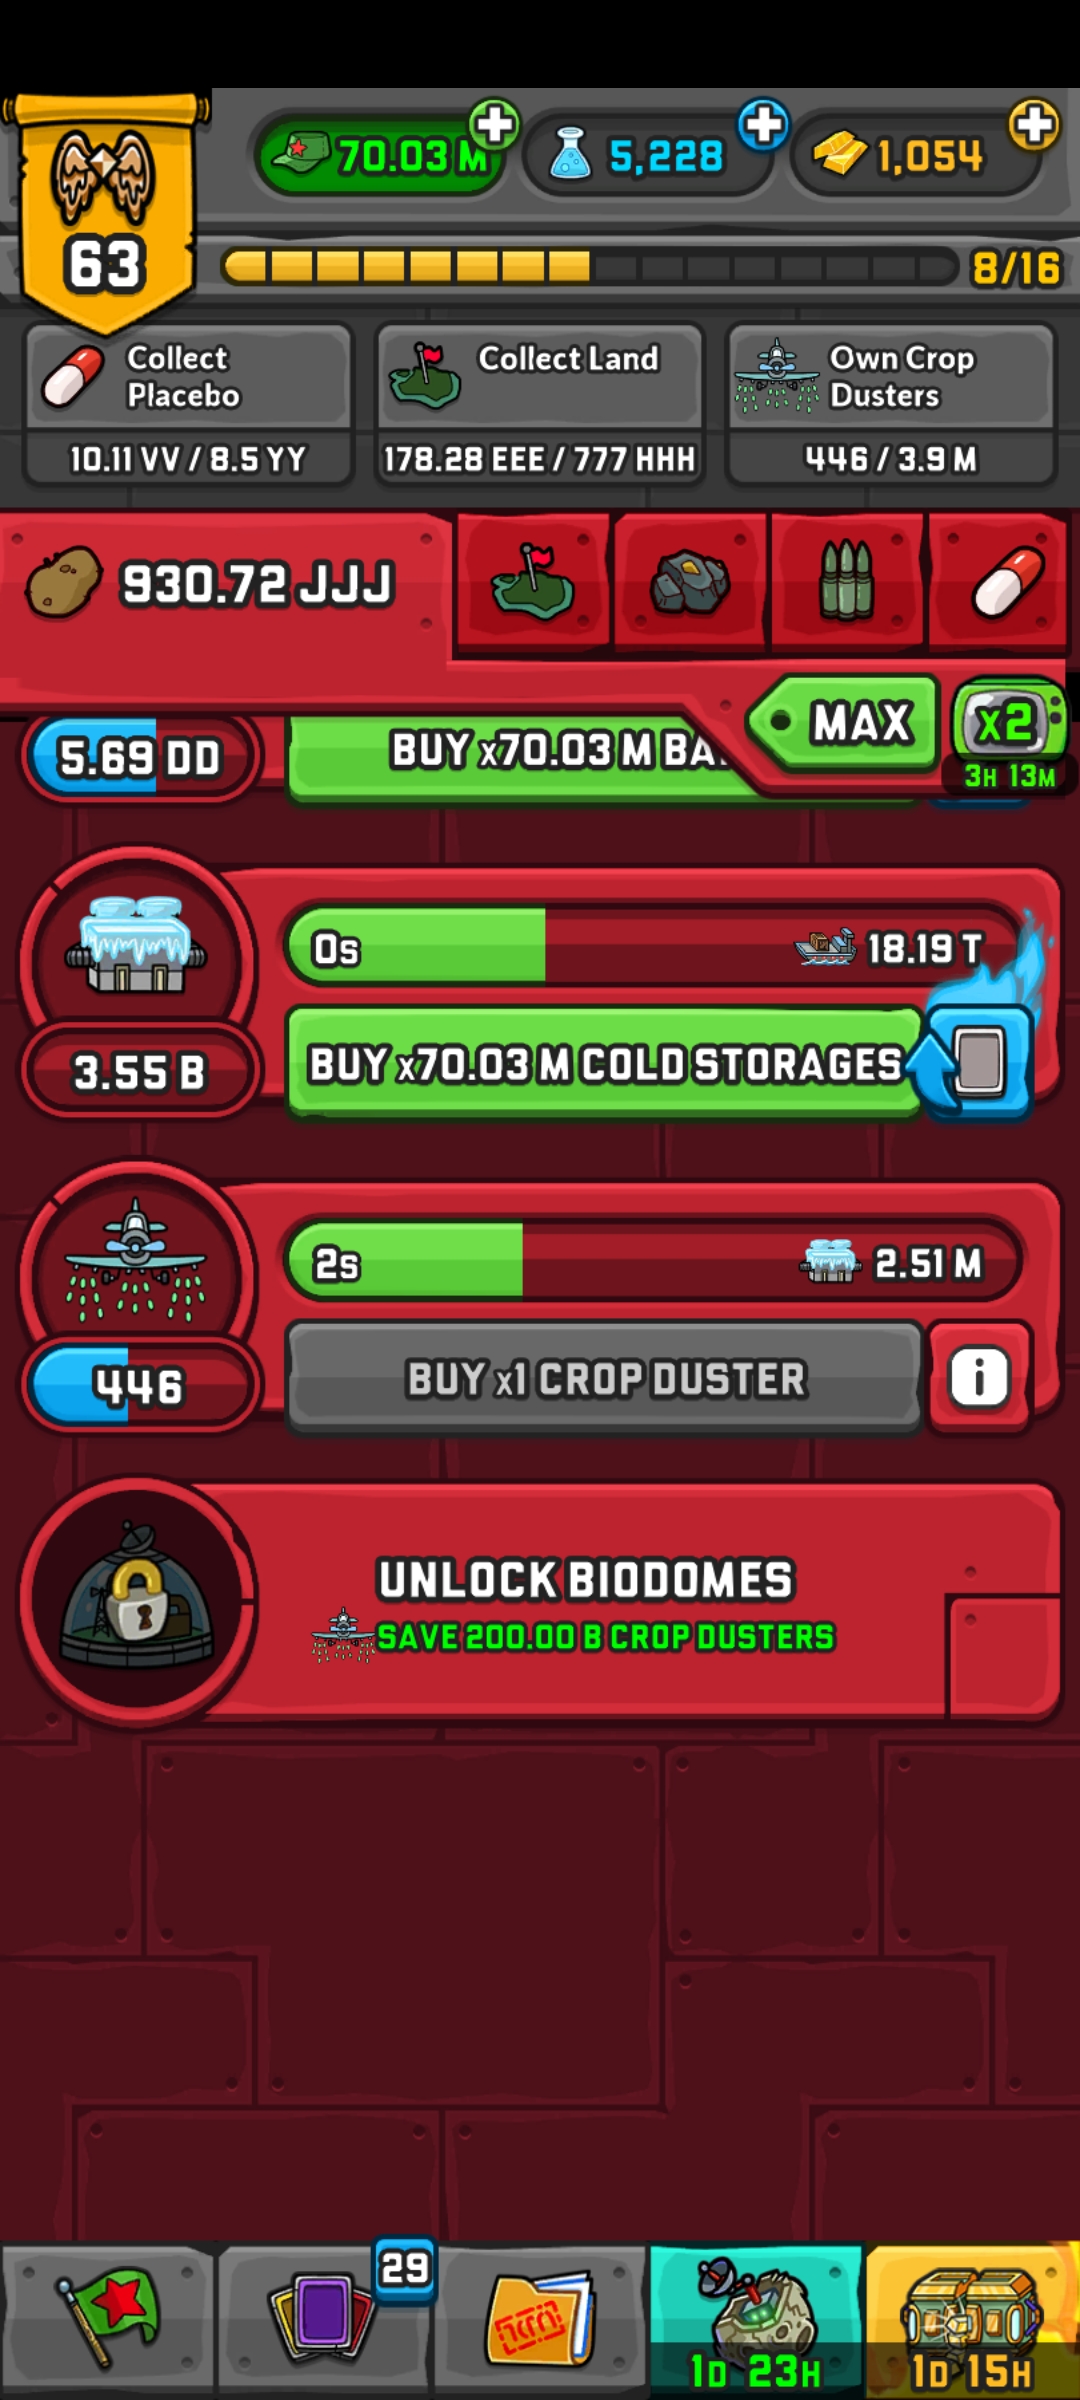 70.03 M
5,228
1,054
63
8/16
Collect
Placebo
10.11 VV / 8.5 YY
Collect Land
178.28 EEE / 777 HHH
Own Crop
Dusters
446 / 3.9 M
930.72 JJJ
MAX
x2
3H 13M
5.69 DD
BUY x70.03 M BA
0s
18.19 T
3.55 B
BUY x70.03 M COLD STORAGES
2s
2.51 M
446
BUY x1 CROP DUSTER
i
UNLOCK BIODOMES
SAVE 200.00 B CROP DUSTERS
29
1D 23H
1D 15H